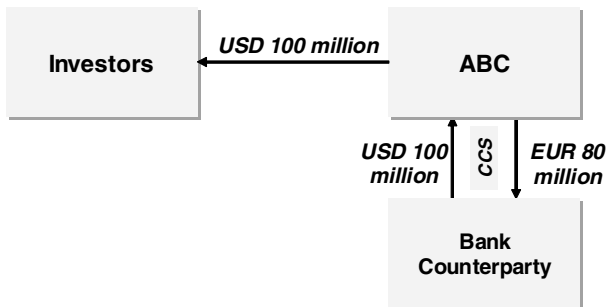 USD 100 million
Investors
ABC
USD 100
million
CCS
EUR 80
million
Bank
Counterparty